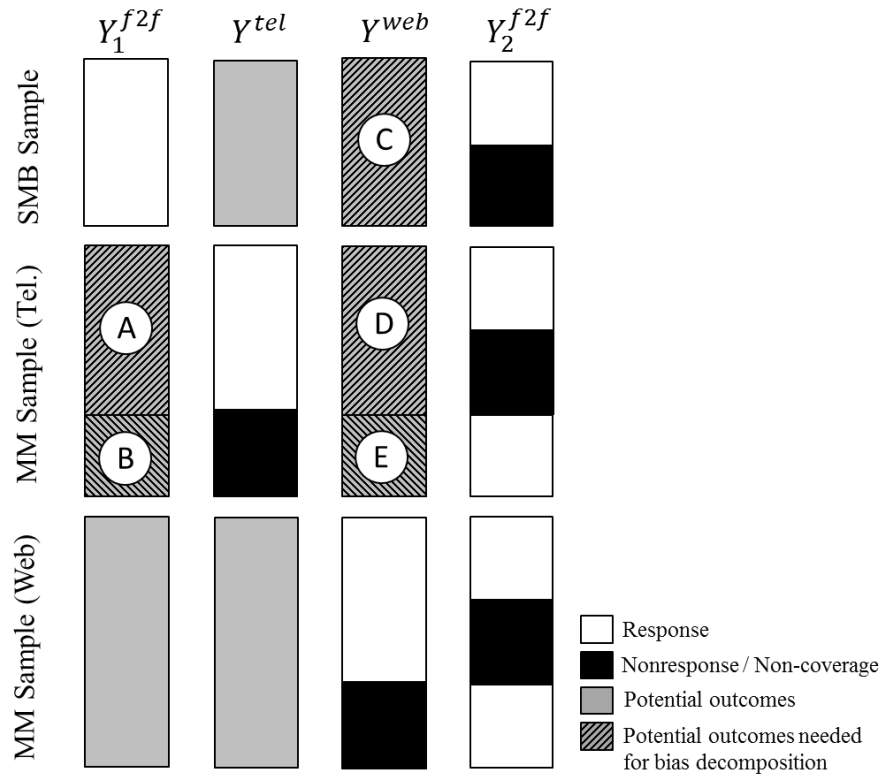 Y_1^{f2f} Y^{tel} Y^{web} Y_2^{f2f}
SMB Sample
C
MM Sample (Tel.)
A
D
B
E
MM Sample (Web)
Response
Nonresponse / Non-coverage
Potential outcomes
Potential outcomes needed
for bias decomposition